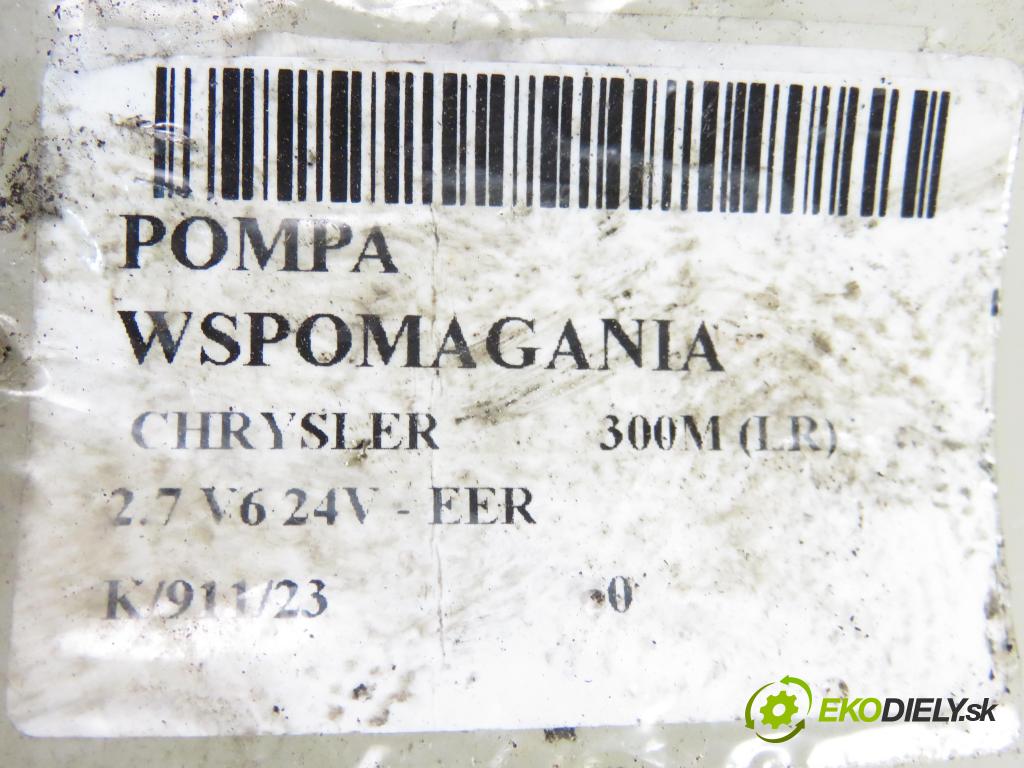 POMPA
WSPOMAGANIA
CHRYSLER 300M (LR)
2.7 V6 24V - EER
K/911/23 0
EKODIELY.sk